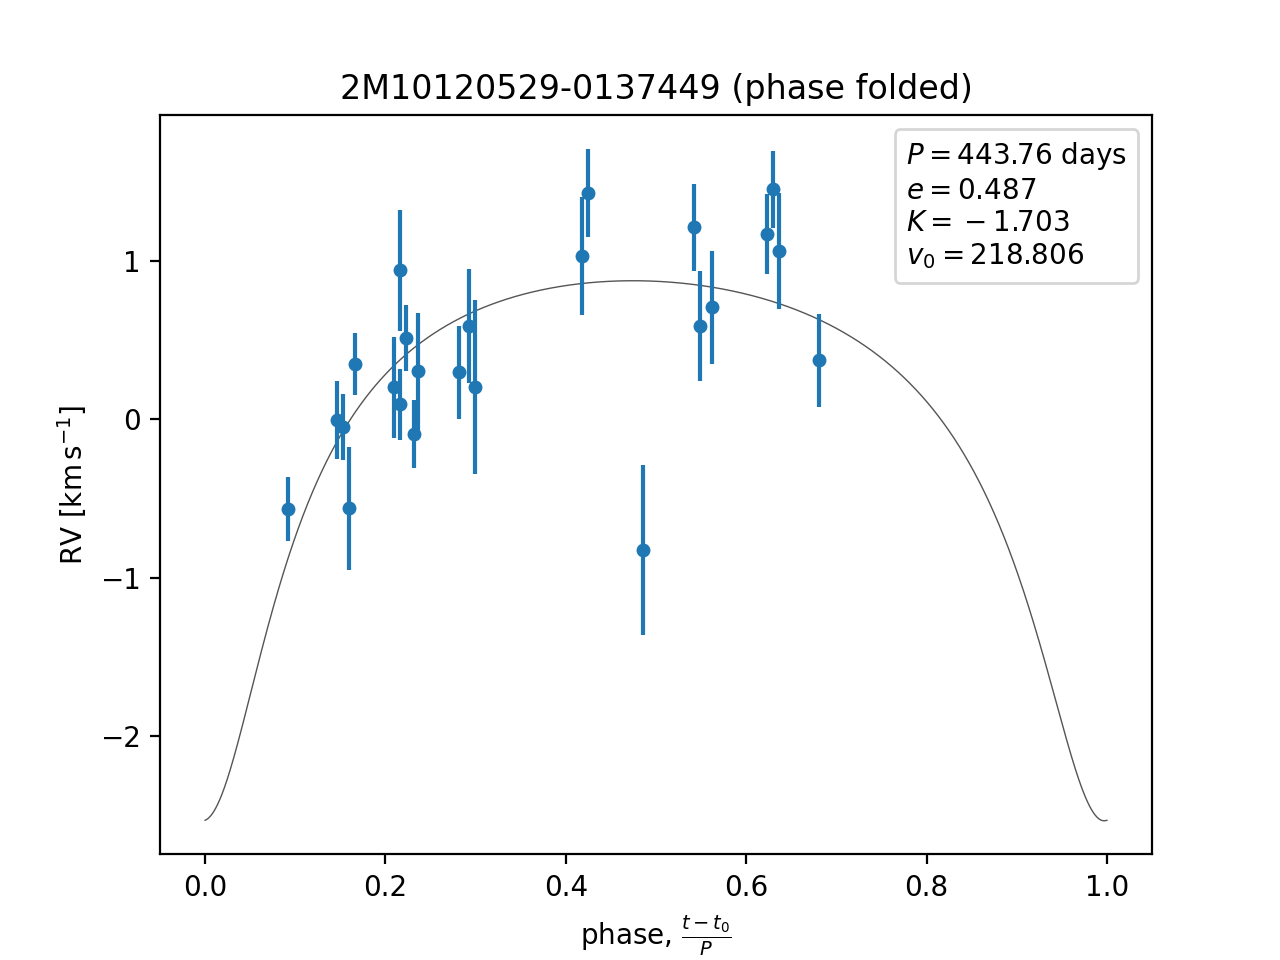 2M10120529-0137449 (phase folded)
P = 443.76 days
e = 0.487
K = −1.703
v₀ = 218.806
RV [km s⁻¹]
1
0
−1
−2
0.0 0.2 0.4 0.6 0.8 1.0
phase, (t − t₀)/P